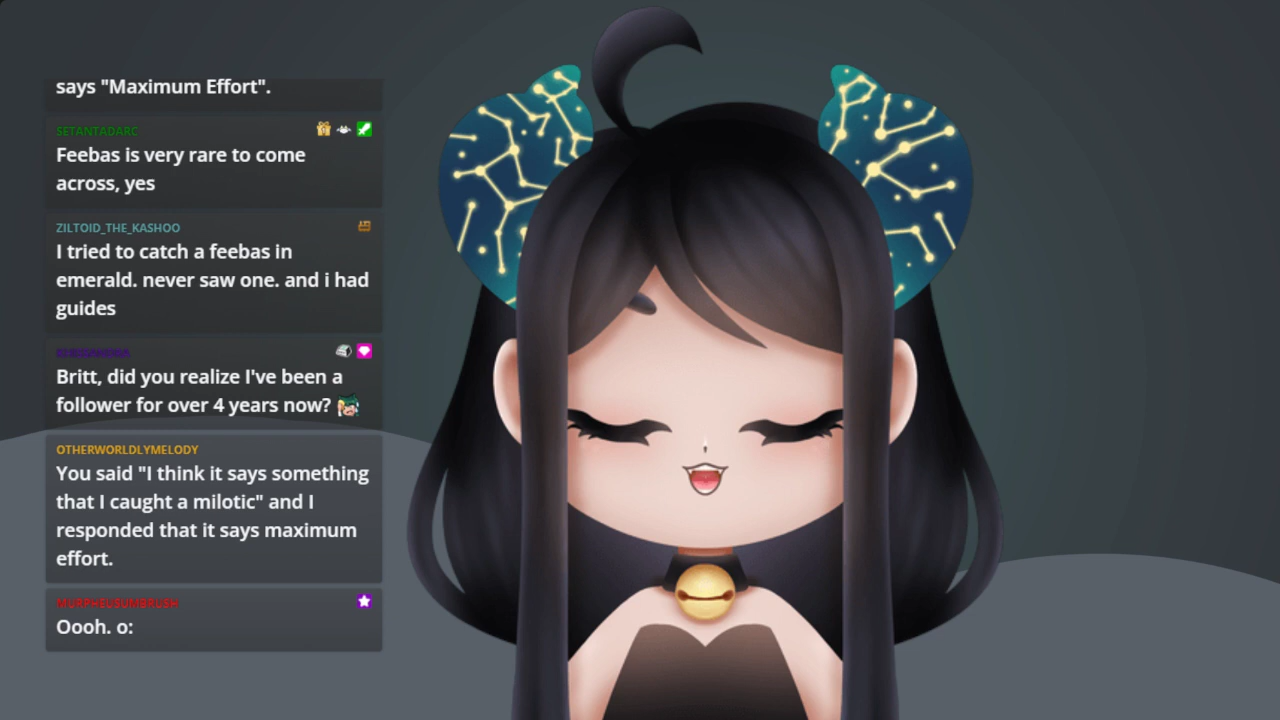 says "Maximum Effort".
SETANTADARC
Feebas is very rare to come
across, yes
ZILTOID_THE_KASHOO
I tried to catch a feebas in
emerald. never saw one. and i had
guides
Britt, did you realize I've been a
follower for over 4 years now?
OTHERWORLDLYMELODY
You said "I think it says something
that I caught a milotic" and I
responded that it says maximum
effort.
MORPHEUSUMBRUSH
Oooh. o: